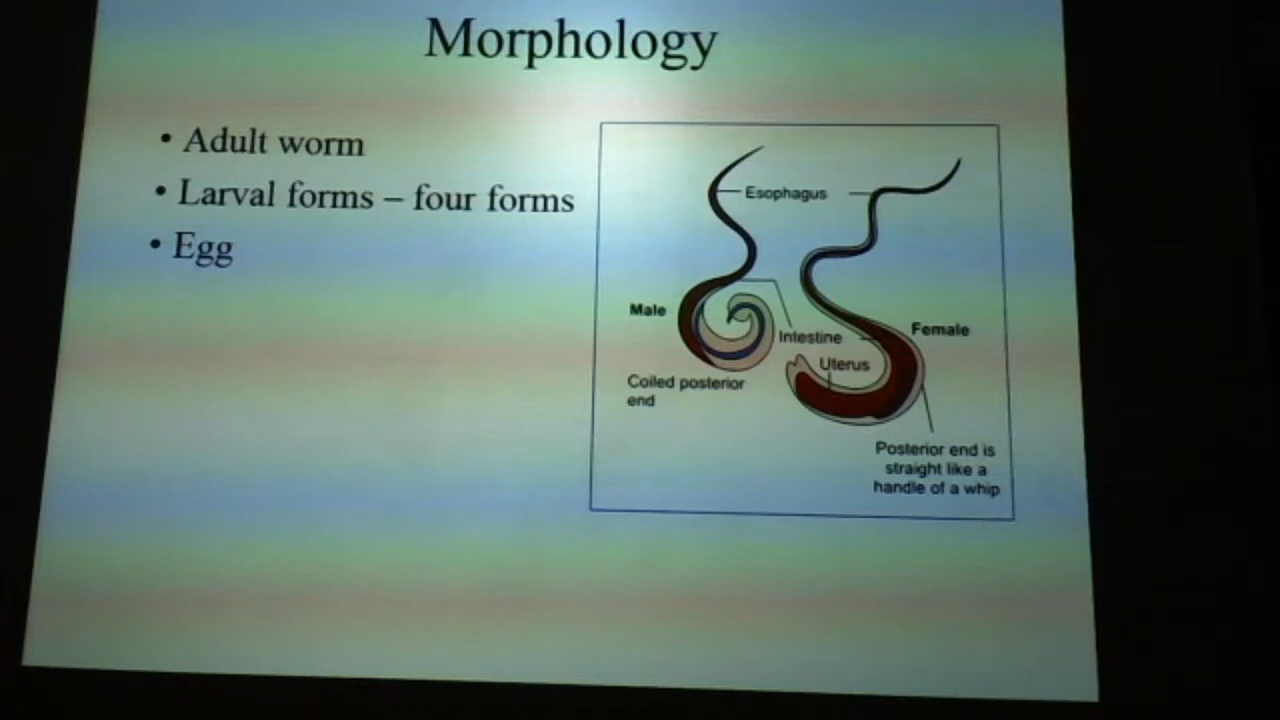 Morphology
• Adult worm
• Larval forms – four forms
• Egg
Esophagus
Male
Intestine
Female
Uterus
Coiled posterior
end
Posterior end is
straight like a
handle of a whip